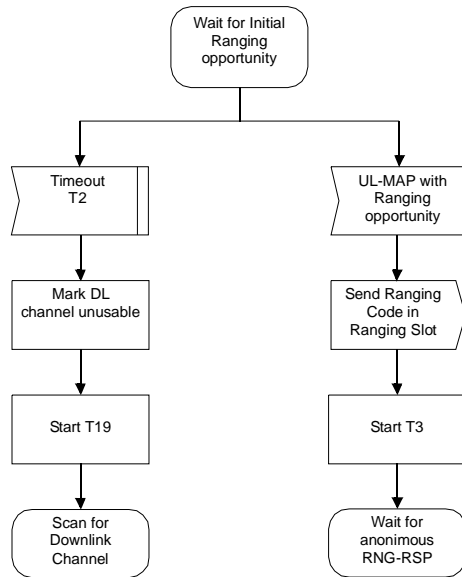 Wait for Initial
Ranging
opportunity
Timeout
T2
UL-MAP with
Ranging
opportunity
Mark DL
channel unusable
Send Ranging
Code in
Ranging Slot
Start T19
Start T3
Scan for
Downlink
Channel
Wait for
anonimous
RNG-RSP